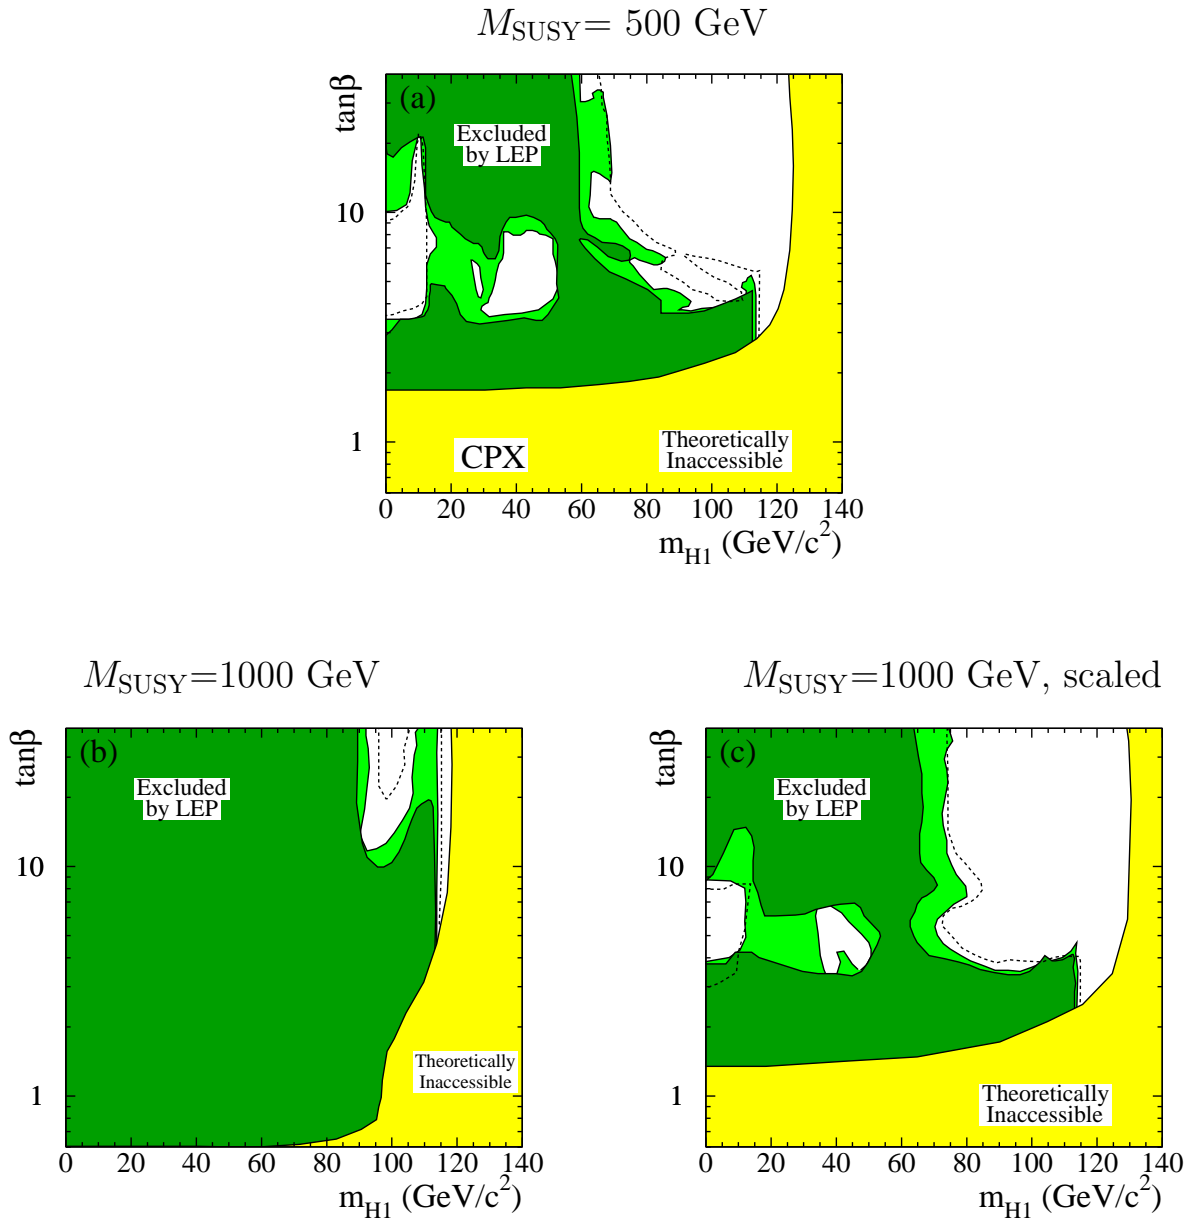 M_SUSY= 500 GeV
tanβ
(a)
Excluded
by LEP
10
1
CPX
Theoretically
Inaccessible
0 20 40 60 80 100 120 140
m_H1 (GeV/c²)
M_SUSY=1000 GeV
tanβ
(b)
Excluded
by LEP
10
Theoretically
Inaccessible
1
0 20 40 60 80 100 120 140
m_H1 (GeV/c²)
M_SUSY=1000 GeV, scaled
tanβ
(c)
Excluded
by LEP
10
1
Theoretically
Inaccessible
0 20 40 60 80 100 120 140
m_H1 (GeV/c²)